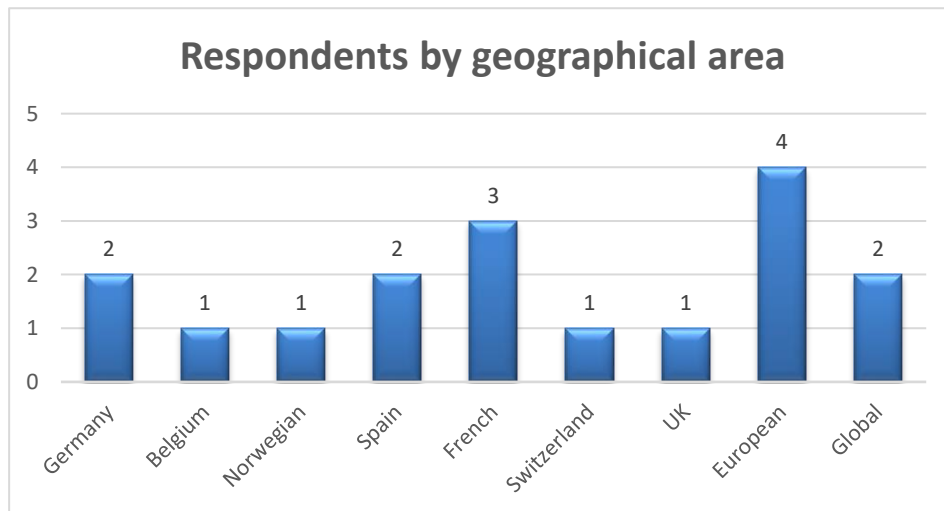 Respondents by geographical area
5
4
3
2
1
0
2
1
1
2
3
1
1
4
2
Germany
Belgium
Norwegian
Spain
French
Switzerland
UK
European
Global